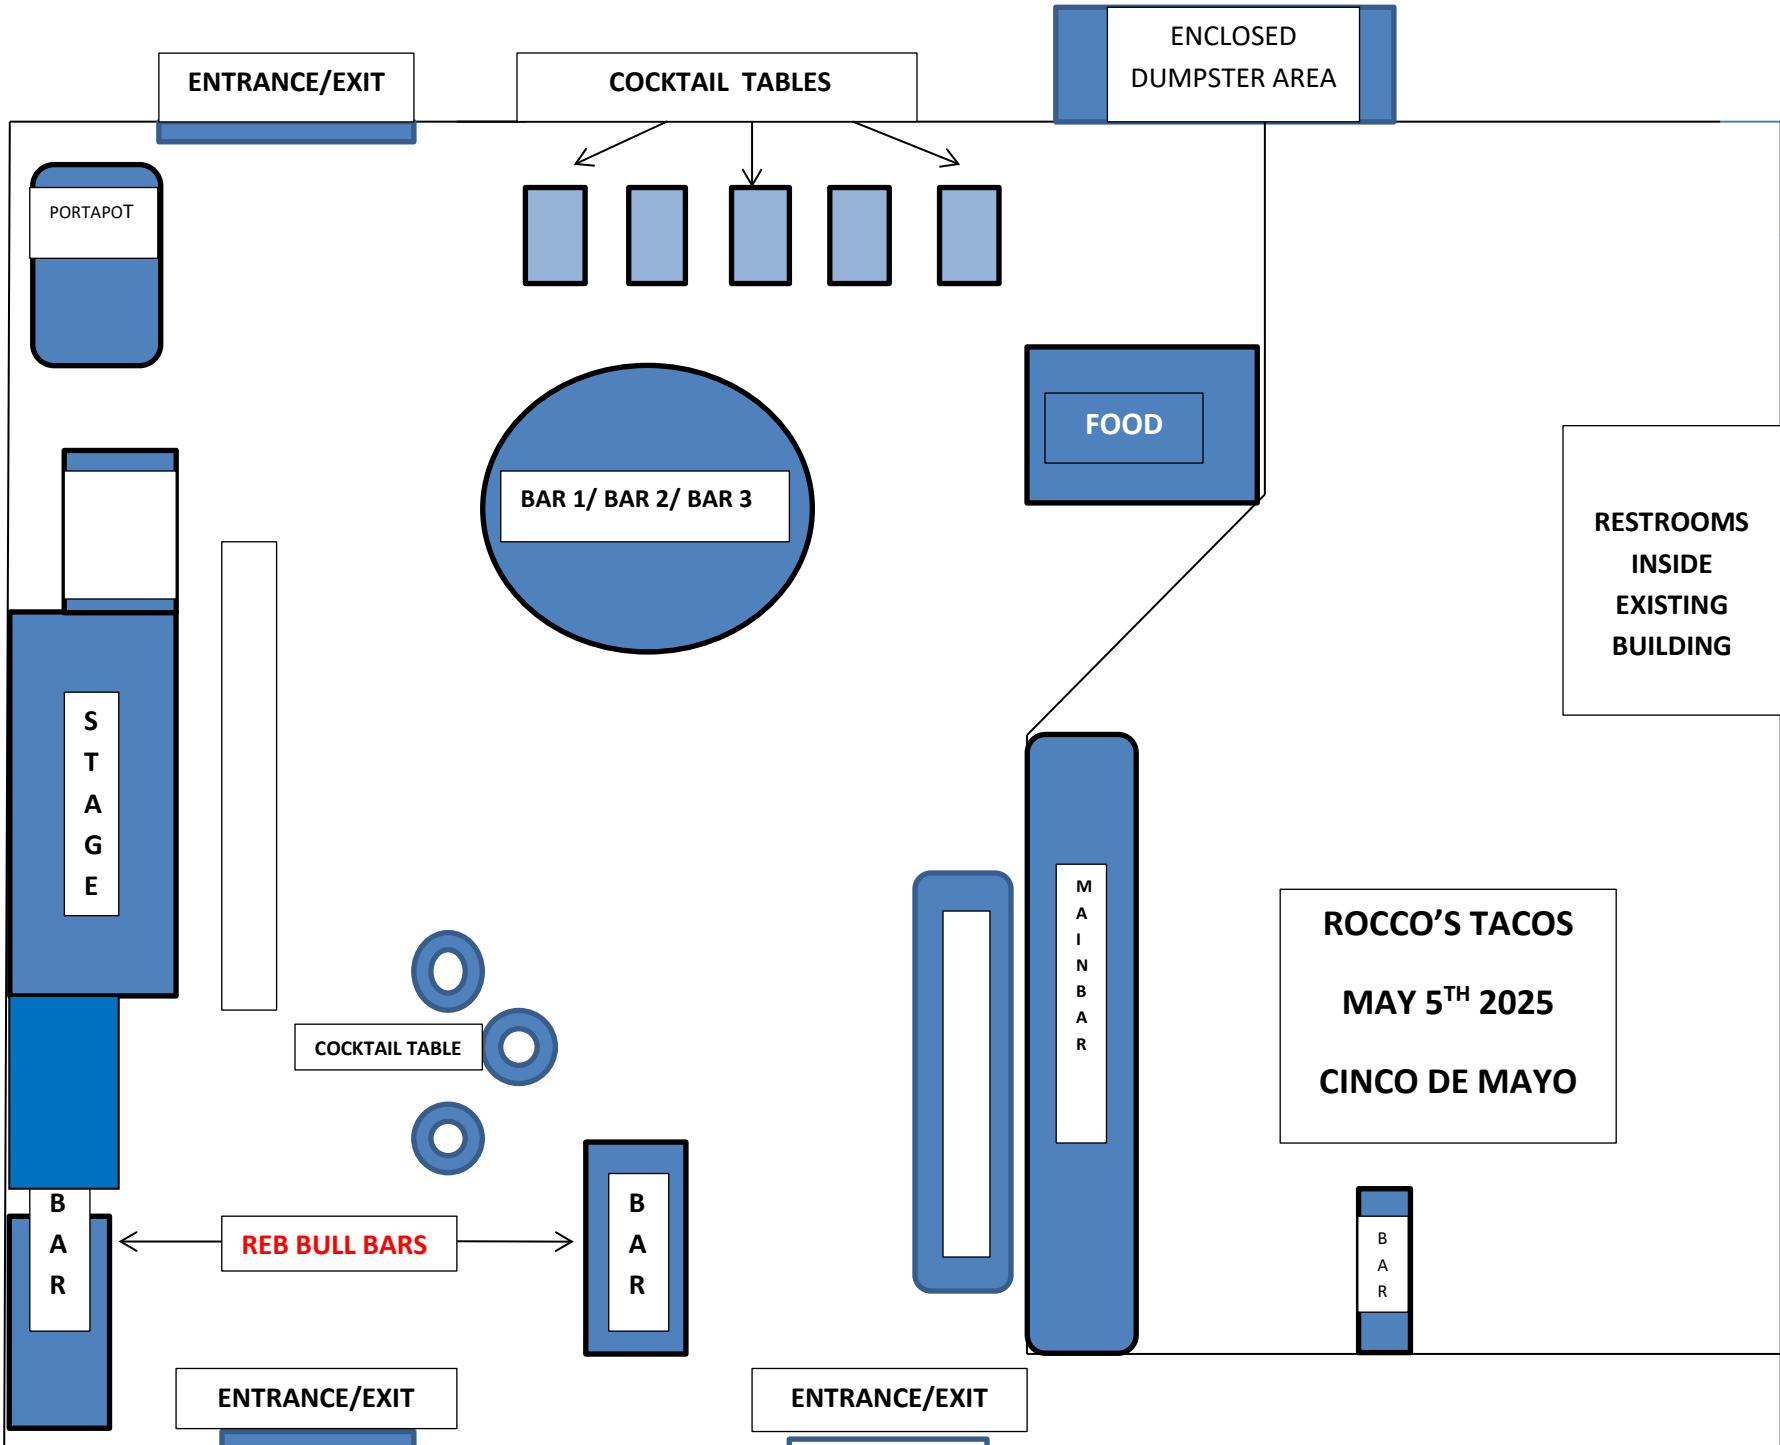 ENCLOSED
DUMPSTER AREA
ENTRANCE/EXIT
COCKTAIL TABLES
PORTAPOT
FOOD
BAR 1/ BAR 2/ BAR 3
RESTROOMS
INSIDE
EXISTING
BUILDING
S
T
A
G
E
M
A
I
N
B
A
R
ROCCO’S TACOS
MAY 5TH 2025
CINCO DE MAYO
COCKTAIL TABLE
B
A
R
REB BULL BARS
B
A
R
B
A
R
ENTRANCE/EXIT
ENTRANCE/EXIT